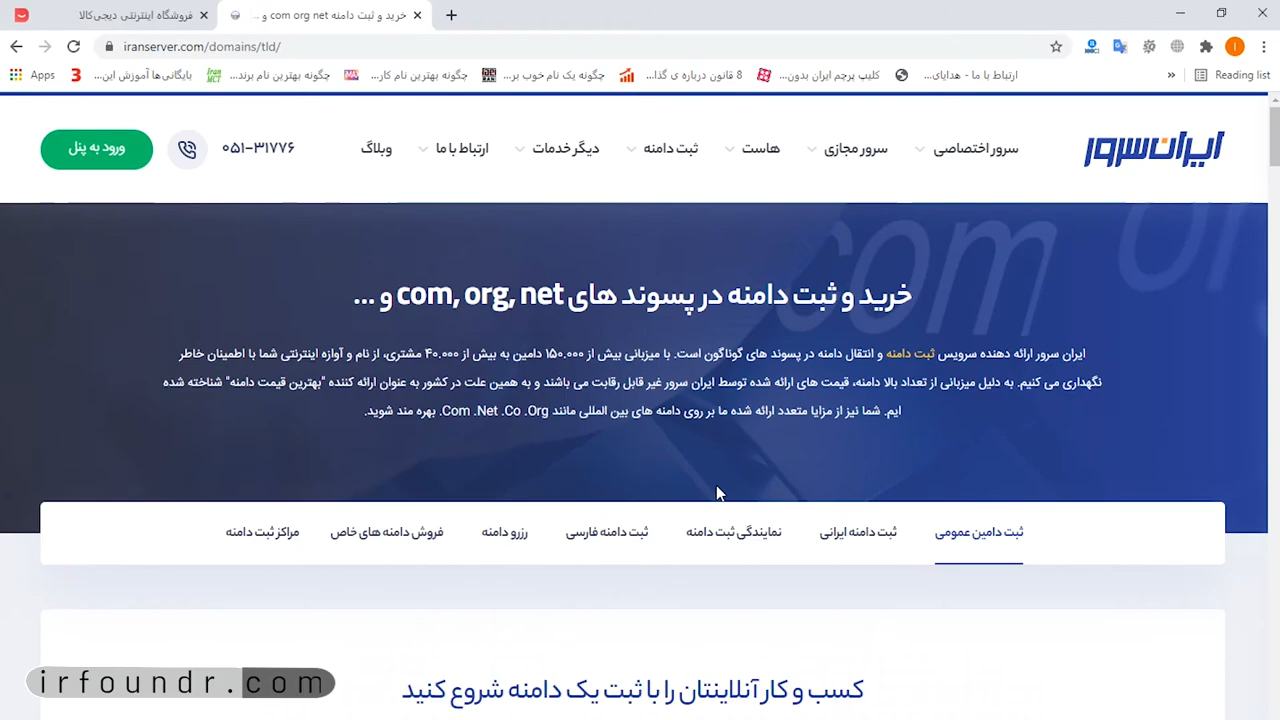 فروشگاه اینترنتی دیجی‌کالا
خرید و ثبت دامنه com org net و ...
iranserver.com/domains/tld/
Apps
بایگانی‌ها آموزش این...
چگونه بهترین نام برند...
چگونه بهترین نام کار...
چگونه یک نام خوب بر...
8 قانون درباره ی گذا...
کلیپ پرچم ایران بدون...
ارتباط با ما - هدایای...
»
Reading list
ایران‌سرور
سرور اختصاصی
سرور مجازی
هاست
ثبت دامنه
دیگر خدمات
ارتباط با ما
وبلاگ
۰۵۱-۳۱۷۷۶
ورود به پنل
com
خرید و ثبت دامنه در پسوند های com, org, net و ...
ایران سرور ارائه دهنده سرویس ثبت دامنه و انتقال دامنه در پسوند های گوناگون است. با میزبانی بیش از ۱۵۰.۰۰۰ دامین به بیش از ۴۰.۰۰۰ مشتری، از نام و آوازه اینترنتی شما با اطمینان خاطر
نگهداری می کنیم. به دلیل میزبانی از تعداد بالا دامنه، قیمت های ارائه شده توسط ایران سرور غیر قابل رقابت می باشند و به همین علت در کشور به عنوان ارائه کننده "بهترین قیمت دامنه" شناخته شده
ایم. شما نیز از مزایا متعدد ارائه شده ما بر روی دامنه های بین المللی مانند Com .Net .Co .Org. بهره مند شوید.
ثبت دامین عمومی
ثبت دامنه ایرانی
نمایندگی ثبت دامنه
ثبت دامنه فارسی
رزرو دامنه
فروش دامنه های خاص
مراکز ثبت دامنه
کسب و کار آنلاینتان را با ثبت یک دامنه شروع کنید
irfoundr.com